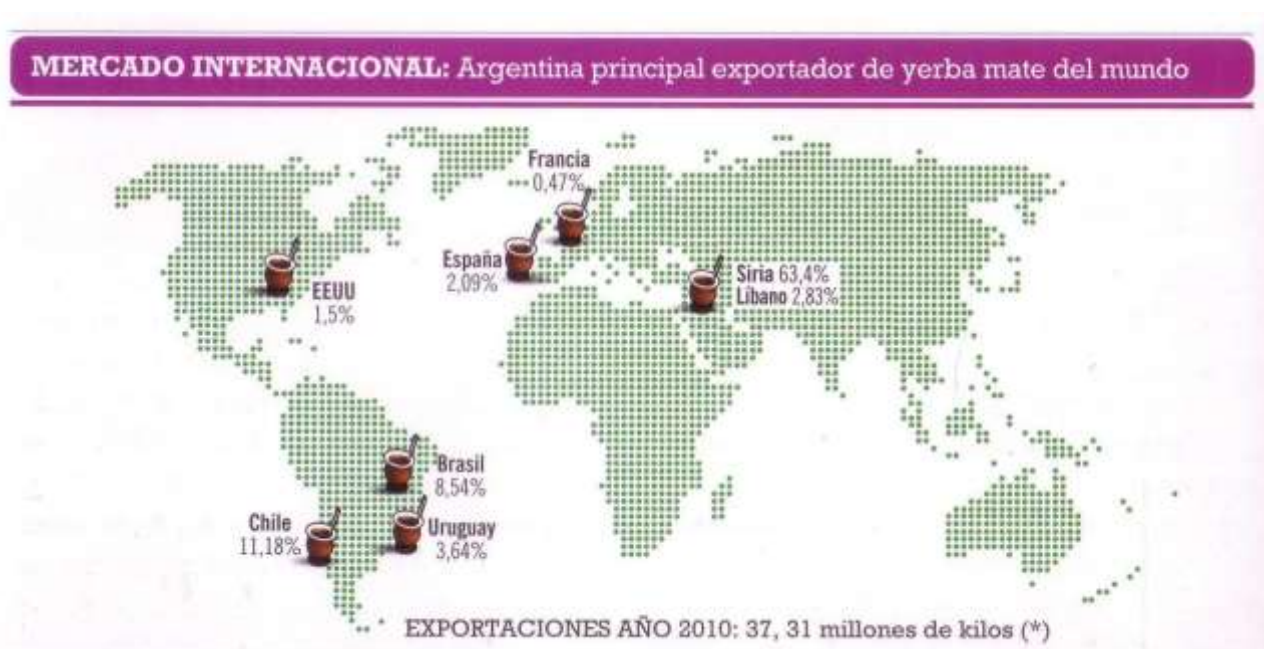 MERCADO INTERNACIONAL: Argentina principal exportador de yerba mate del mundo
Francia
0,47%
España
2,09%
Siria 63,4%
Líbano 2,83%
EEUU
1,5%
Brasil
8,54%
Chile
11,18%
Uruguay
3,64%
EXPORTACIONES AÑO 2010: 37, 31 millones de kilos (*)